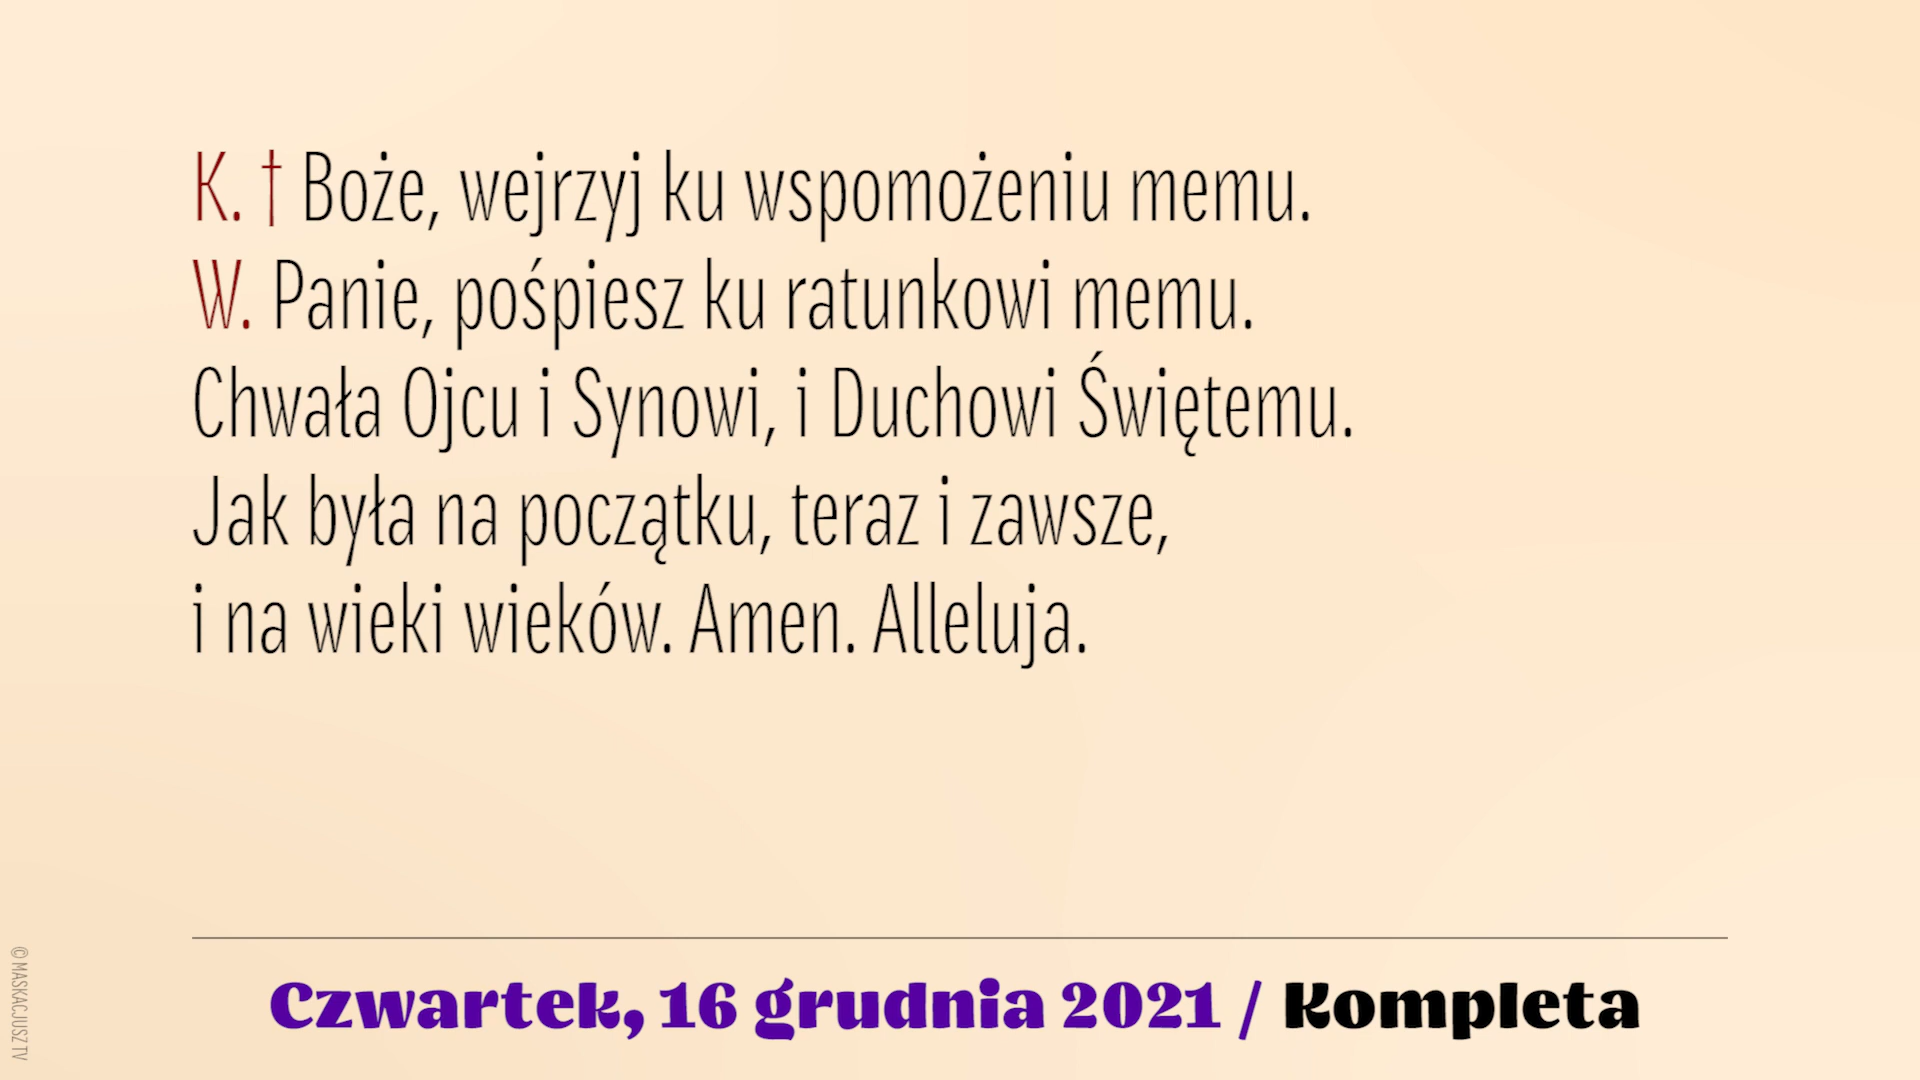 K. † Boże, wejrzyj ku wspomożeniu memu.
W. Panie, pośpiesz ku ratunkowi memu.
Chwała Ojcu i Synowi, i Duchowi Świętemu.
Jak była na początku, teraz i zawsze,
i na wieki wieków. Amen. Alleluja.
Czwartek, 16 grudnia 2021 / Kompleta
© MASKACJUSZ TV